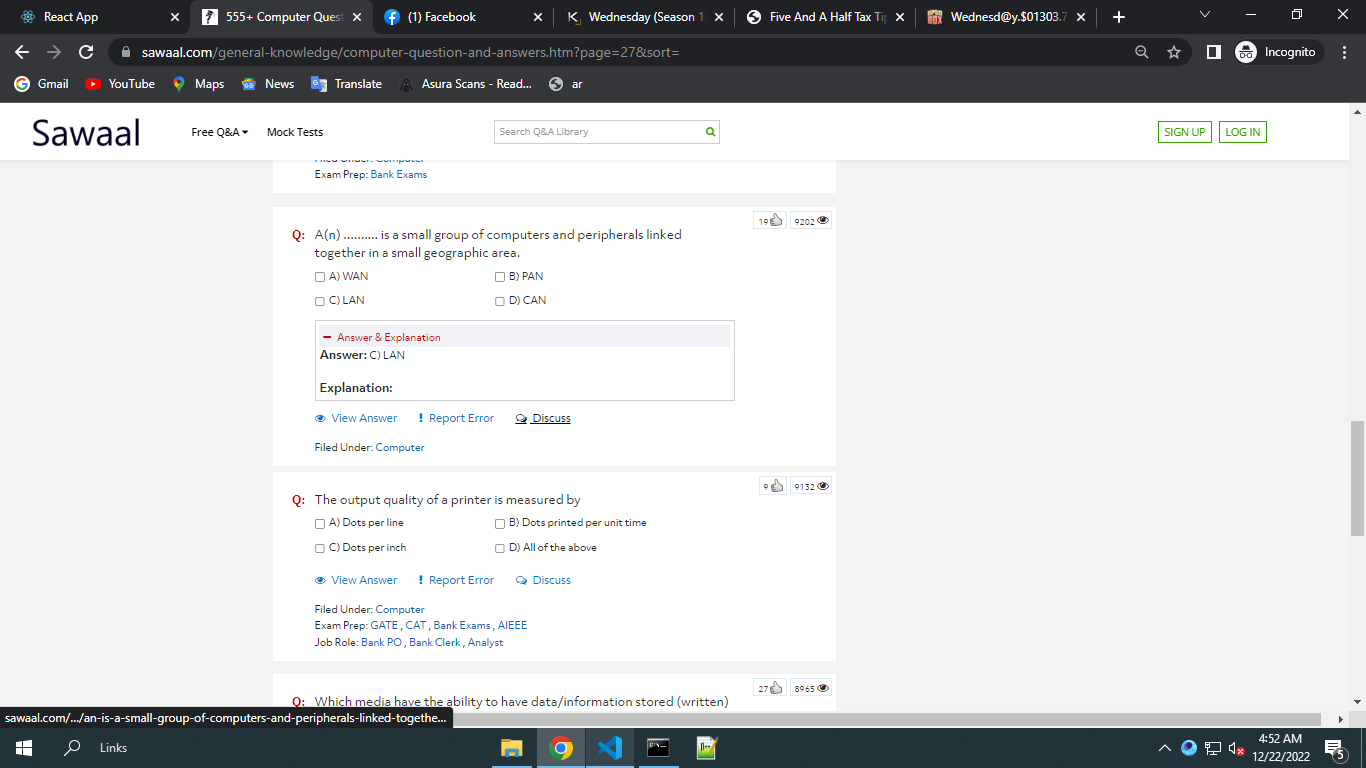 React App
555+ Computer Quest
(1) Facebook
Wednesday (Season 1
Five And A Half Tax Ti
Wednesd@y.$01303.7
sawaal.com/general-knowledge/computer-question-and-answers.htm?page=27&sort=
Incognito
Gmail
YouTube
Maps
News
Translate
Asura Scans - Read...
ar
Sawaal
Free Q&A
Mock Tests
Search Q&A Library
SIGN UP
LOG IN
Filed Under: Computer
Exam Prep: Bank Exams
19
9202
Q: A(n) .......... is a small group of computers and peripherals linked
together in a small geographic area.
A) WAN
B) PAN
C) LAN
D) CAN
Answer & Explanation
Answer: C) LAN
Explanation:
View Answer
Report Error
Discuss
Filed Under: Computer
9
9132
Q: The output quality of a printer is measured by
A) Dots per line
B) Dots printed per unit time
C) Dots per inch
D) All of the above
View Answer
Report Error
Discuss
Filed Under: Computer
Exam Prep: GATE , CAT , Bank Exams , AIEEE
Job Role: Bank PO , Bank Clerk , Analyst
27
8965
Q: Which media have the ability to have data/information stored (written)
sawaal.com/.../an-is-a-small-group-of-computers-and-peripherals-linked-togethe...
Links
4:52 AM
12/22/2022
5